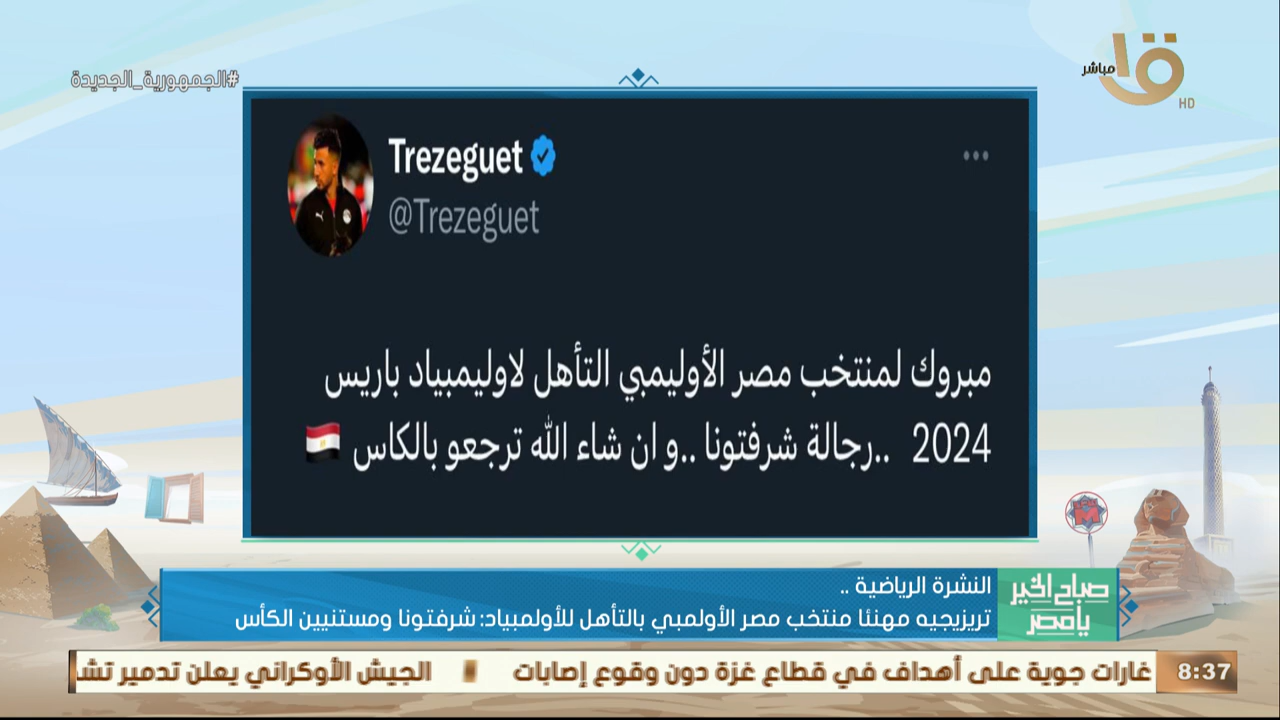 #الجمهورية_الجديدة
مباشر
HD
Trezeguet
@Trezeguet
مبروك لمنتخب مصر الأوليمبي التأهل لاوليمبياد باريس
2024 ..رجالة شرفتونا ..و ان شاء الله ترجعو بالكاس
صباح الخير
يا مصر
النشرة الرياضية ..
تريزيجيه مهنئا منتخب مصر الأولمبي بالتأهل للأولمبياد: شرفتونا ومستنيين الكأس
8:37
غارات جوية على أهداف في قطاع غزة دون وقوع إصابات الجيش الأوكراني يعلن تدمير تشـ